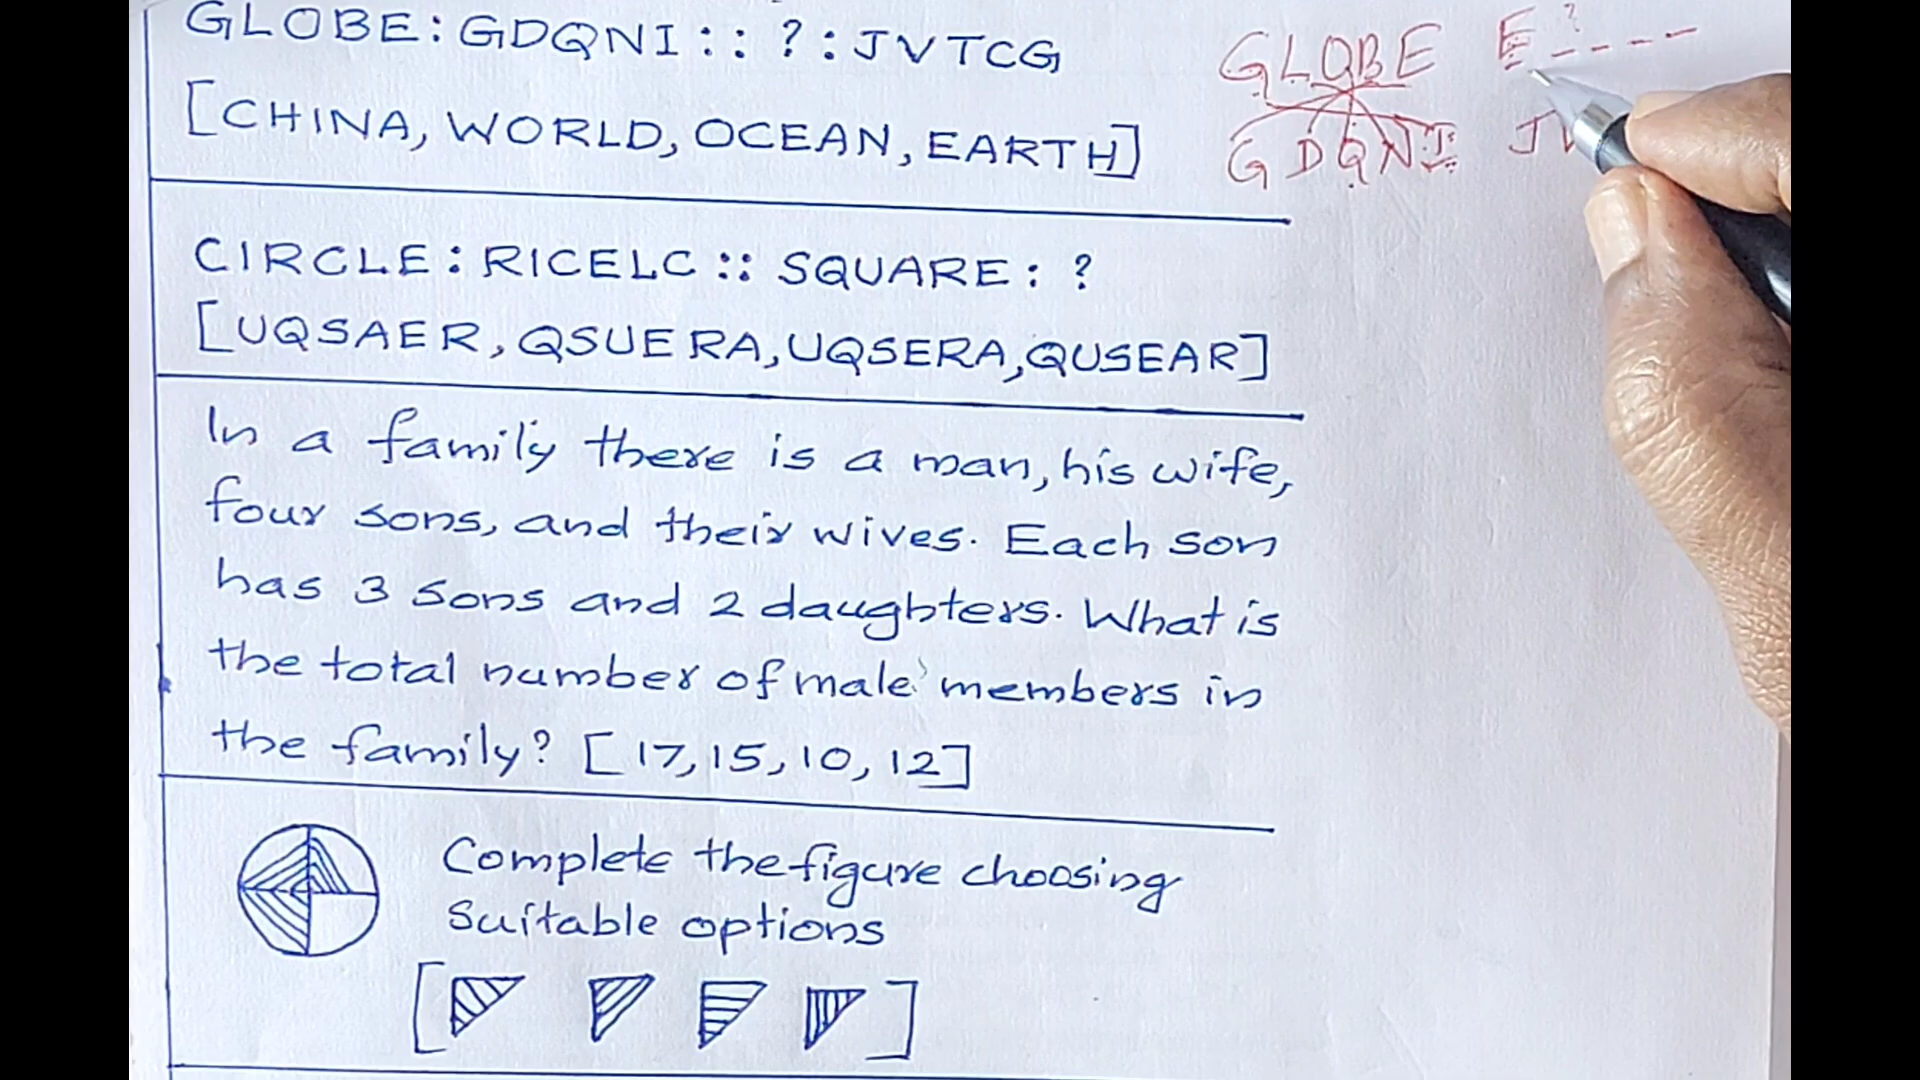 GLOBE:GDQNI:: ?:JVTCG
[CHINA, WORLD, OCEAN, EARTH]
GLOBE E?----
GDQNI JV
CIRCLE: RICELC:: SQUARE: ?
[UQSAER, QSUERA, UQSERA, QUSEAR]
In a family there is a man, his wife,
four sons, and their wives. Each son
has 3 sons and 2 daughters. What is
the total number of male members in
the family? [17, 15, 10, 12]
Complete the figure choosing
suitable options